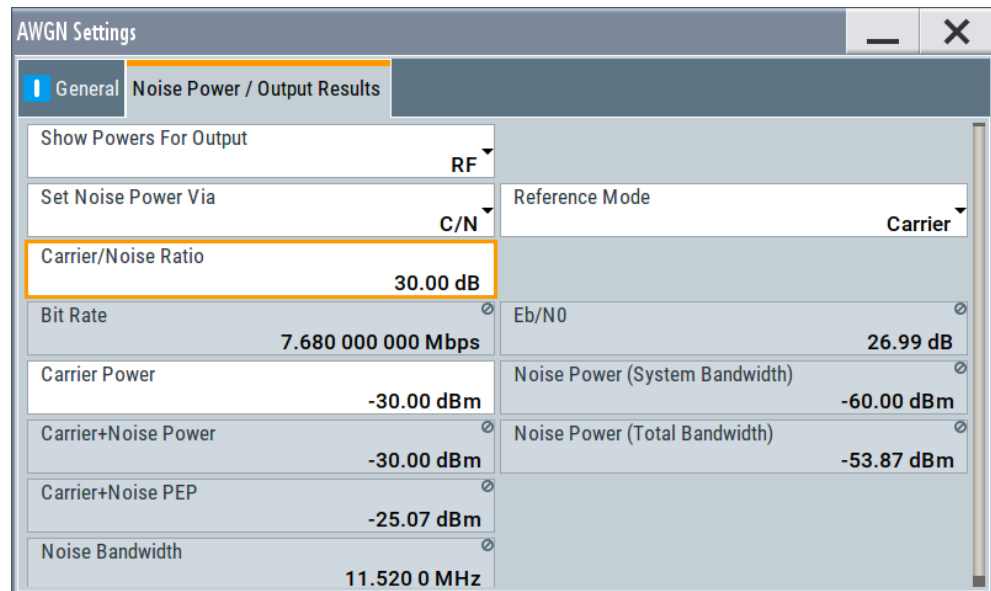 AWGN Settings
General Noise Power / Output Results
Show Powers For Output
RF
Set Noise Power Via
C/N
Reference Mode
Carrier
Carrier/Noise Ratio
30.00 dB
Bit Rate
7.680 000 000 Mbps
Eb/N0
26.99 dB
Carrier Power
-30.00 dBm
Noise Power (System Bandwidth)
-60.00 dBm
Carrier+Noise Power
-30.00 dBm
Noise Power (Total Bandwidth)
-53.87 dBm
Carrier+Noise PEP
-25.07 dBm
Noise Bandwidth
11.520 0 MHz